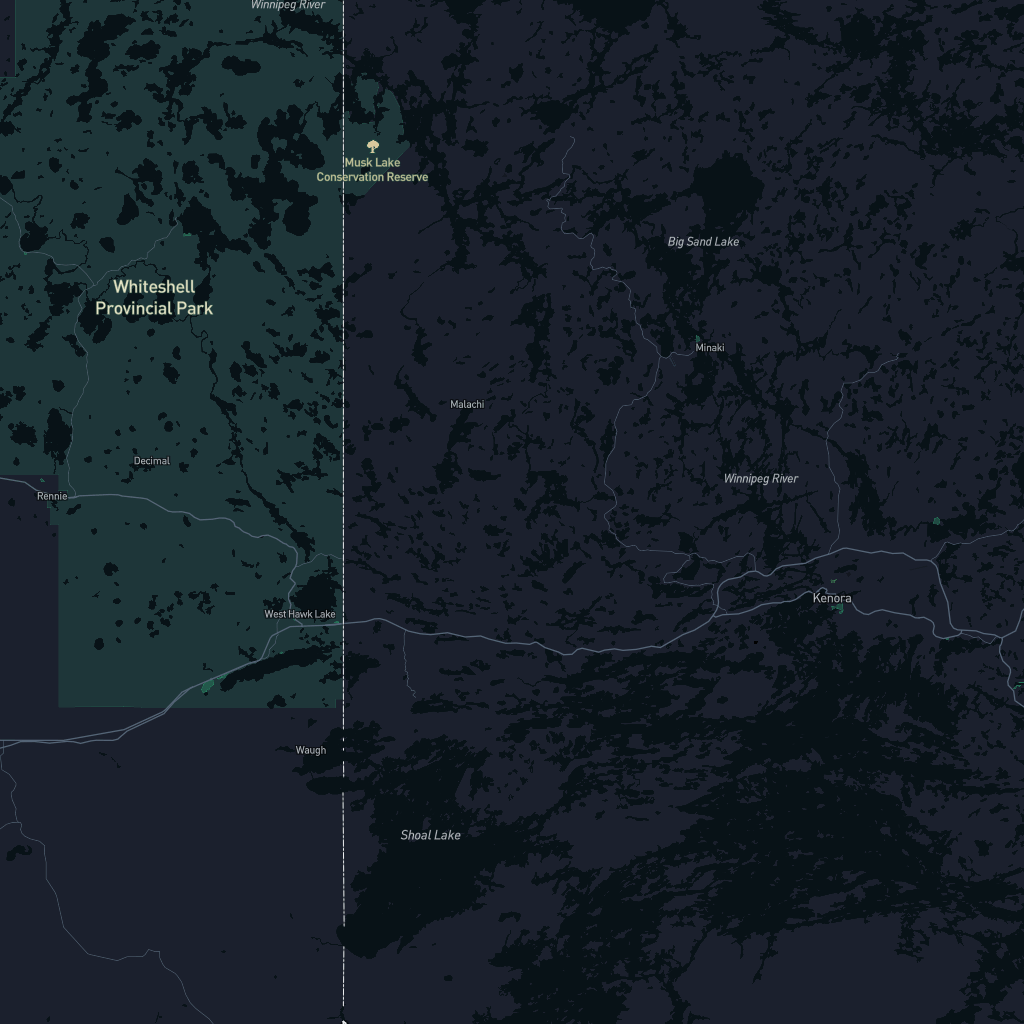 Winnipeg River
Musk Lake
Conservation Reserve
Big Sand Lake
Whiteshell
Provincial Park
Minaki
Malachi
Decimal
Winnipeg River
Rennie
Kenora
West Hawk Lake
Waugh
Shoal Lake